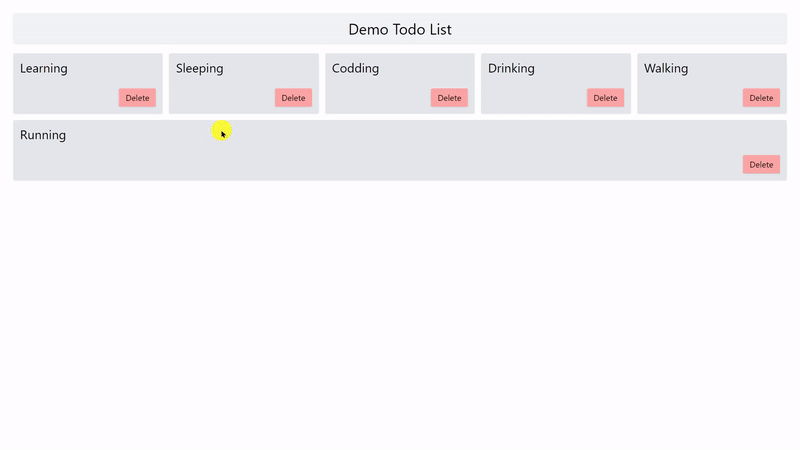 Demo Todo List
Learning
Delete
Sleeping
Delete
Codding
Delete
Drinking
Delete
Walking
Delete
Running
Delete